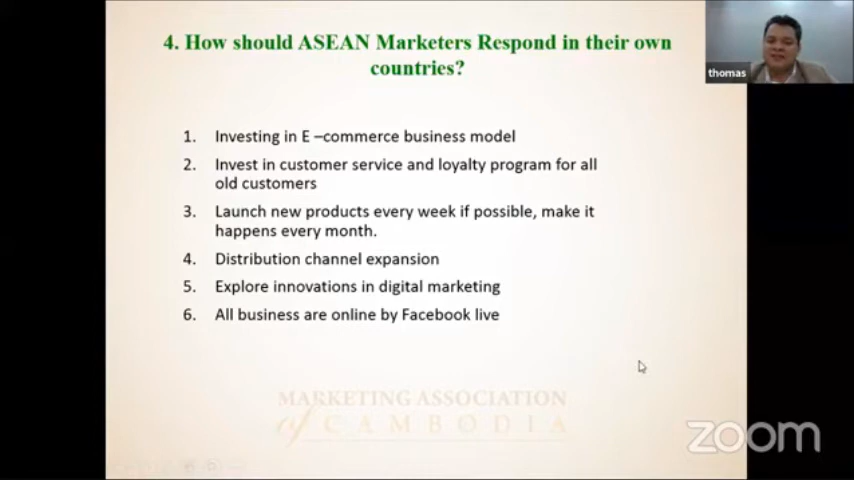 4. How should ASEAN Marketers Respond in their own
countries?
thomas
1. Investing in E –commerce business model
2. Invest in customer service and loyalty program for all
old customers
3. Launch new products every week if possible, make it
happens every month.
4. Distribution channel expansion
5. Explore innovations in digital marketing
6. All business are online by Facebook live
MARKETING ASSOCIATION
of CAMBODIA
zoom